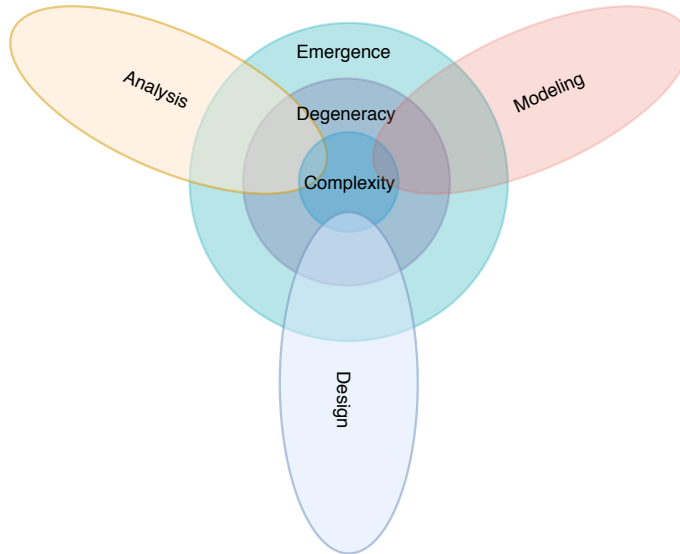 Emergence
Analysis
Modeling
Degeneracy
Complexity
Design